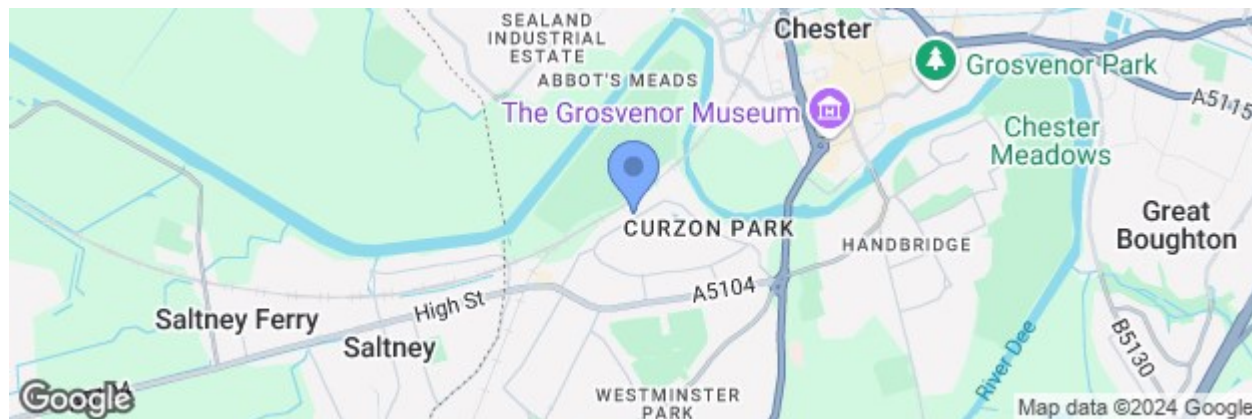 SEALAND
INDUSTRIAL
ESTATE
ABBOT'S MEADS
Chester
Grosvenor Park
The Grosvenor Museum
A5115
Chester
Meadows
CURZON PARK
HANDBRIDGE
Great
Boughton
A5104
High St
Saltney Ferry
Saltney
River Dee
B5130
WESTMINSTER
PARK
Google
Map data ©2024 Google